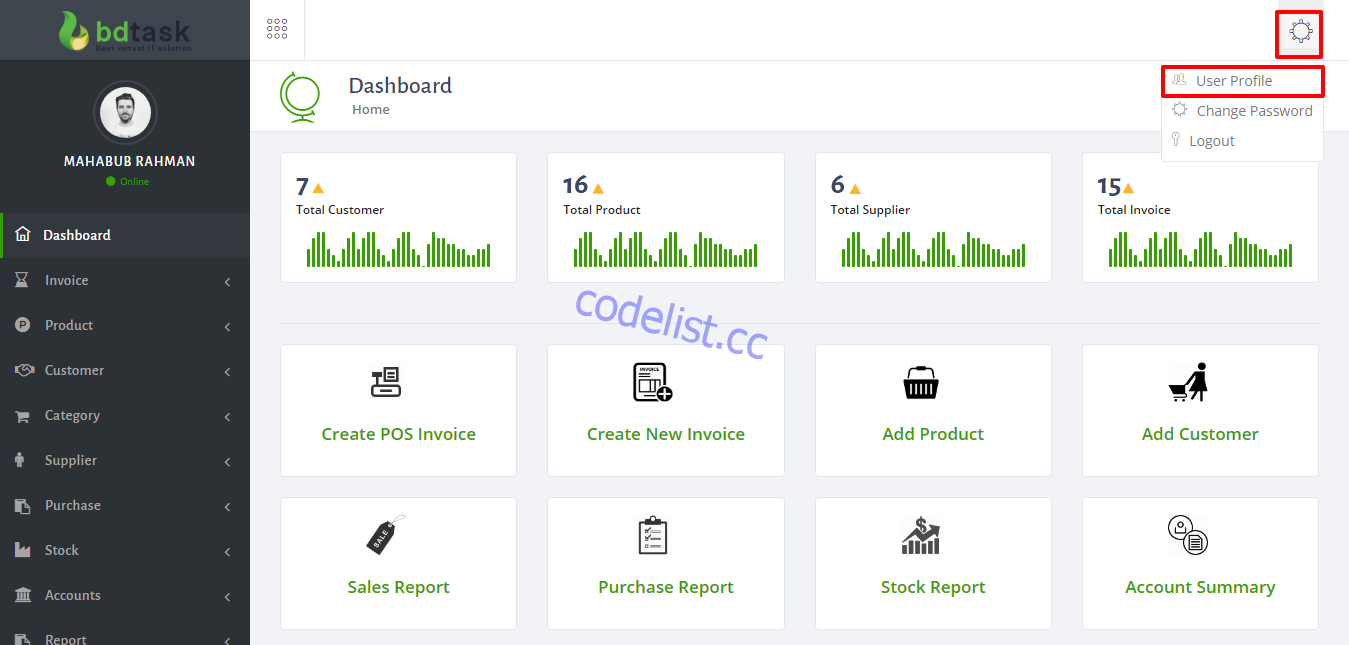 bdtask
Best virtual IT solution
MAHABUB RAHMAN
Online
Dashboard
Invoice
Product
Customer
Category
Supplier
Purchase
Stock
Accounts
Report
Dashboard
Home
User Profile
Change Password
Logout
7
Total Customer
16
Total Product
6
Total Supplier
15
Total Invoice
codelist.cc
Create POS Invoice
INVOICE
Create New Invoice
Add Product
Add Customer
SALE
Sales Report
Purchase Report
$
Stock Report
Account Summary